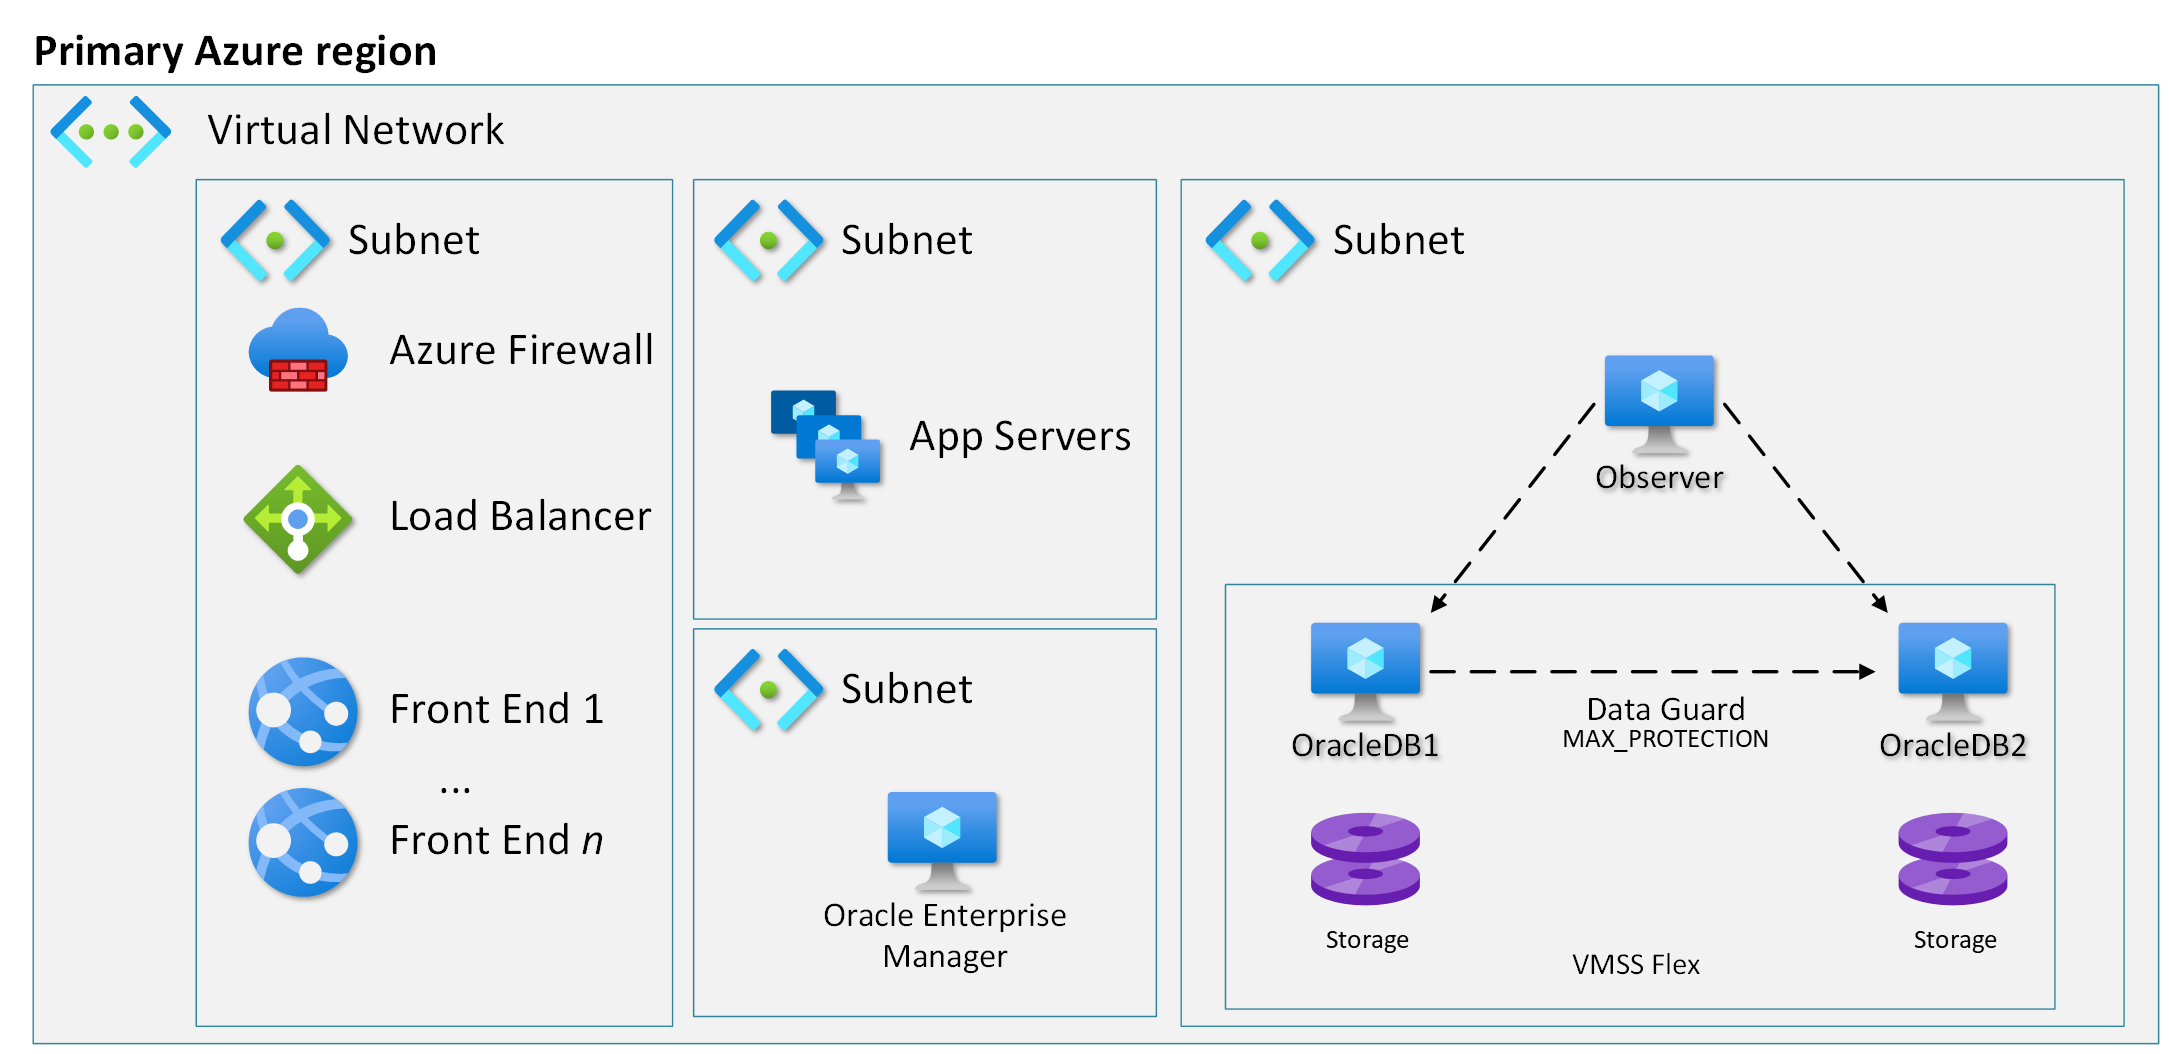 Primary Azure region
Virtual Network
Subnet
Azure Firewall
Load Balancer
Front End 1
...
Front End n
Subnet
App Servers
Subnet
Oracle Enterprise
Manager
Subnet
Observer
OracleDB1
Data Guard
MAX_PROTECTION
OracleDB2
Storage
Storage
VMSS Flex